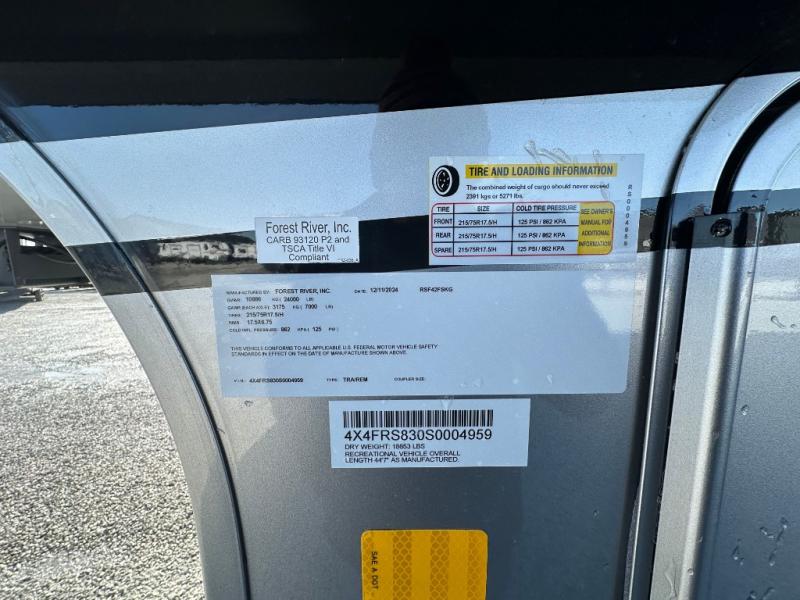 TIRE AND LOADING INFORMATION
The combined weight of cargo should never exceed
2391 kgs or 5271 lbs.
TIRE SIZE COLD TIRE PRESSURE
FRONT 215/75R17.5/H 125 PSI / 862 KPA
REAR 215/75R17.5/H 125 PSI / 862 KPA
SPARE 215/75R17.5/H 125 PSI / 862 KPA
SEE OWNER'S
MANUAL FOR
ADDITIONAL
INFORMATION
RS0004959
Forest River, Inc.
CARB 93120 P2 and
TSCA Title VI
Compliant
MANUFACTURED BY: FOREST RIVER, INC. DATE: 12/11/2024 RSF42FSKG
GVWR: 10886 KG ( 24000 LB)
GAWR (EACH AXLE): 3175 KG ( 7000 LB)
TIRES: 215/75R17.5/H
RIMS: 17.5X6.75
COLD INFL. PRESSURE: 862 KPA ( 125 PSI)
THIS VEHICLE CONFORMS TO ALL APPLICABLE U.S. FEDERAL MOTOR VEHICLE SAFETY
STANDARDS IN EFFECT ON THE DATE OF MANUFACTURE SHOWN ABOVE.
V.I.N.: 4X4FRS830S0004959 TYPE: TRA/REM COUPLER SIZE:
4X4FRS830S0004959
DRY WEIGHT: 18653 LBS
RECREATIONAL VEHICLE OVERALL
LENGTH 44'7" AS MANUFACTURED.
SAE A DOT